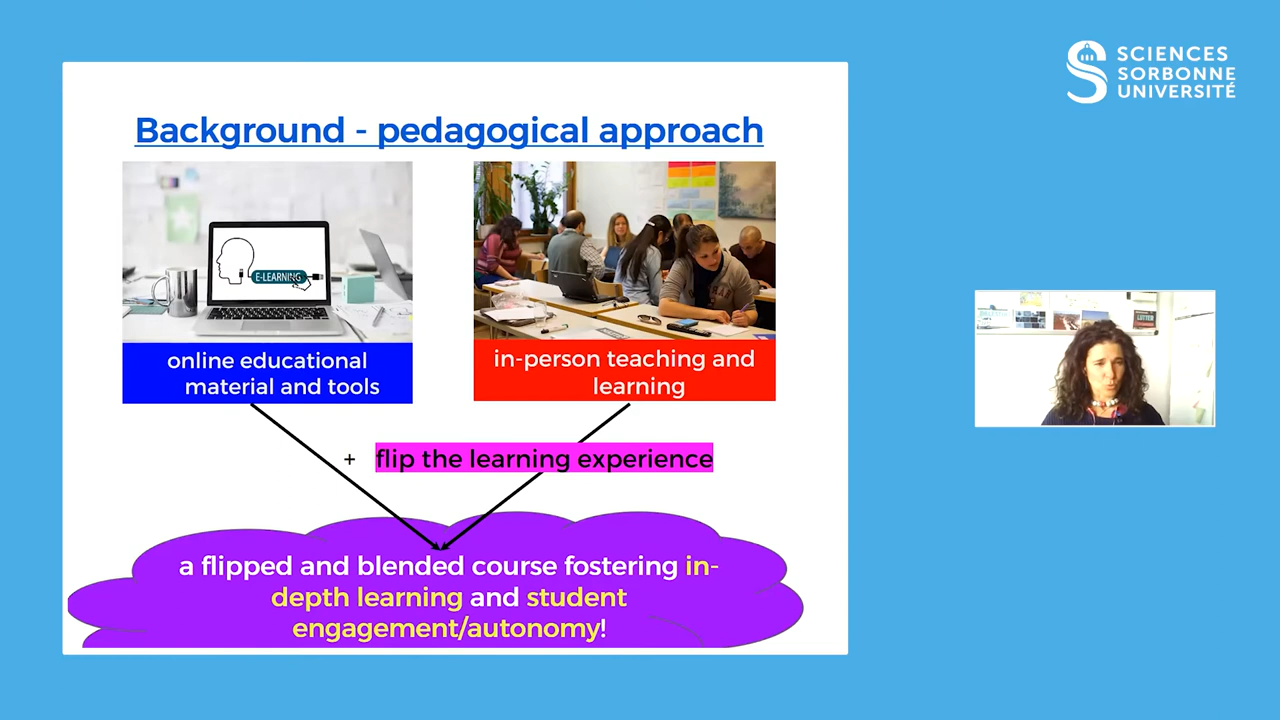 SCIENCES
SORBONNE
UNIVERSITÉ
Background - pedagogical approach
E-LEARNING
online educational
material and tools
in-person teaching and
learning
+ flip the learning experience
a flipped and blended course fostering in-
depth learning and student
engagement/autonomy!